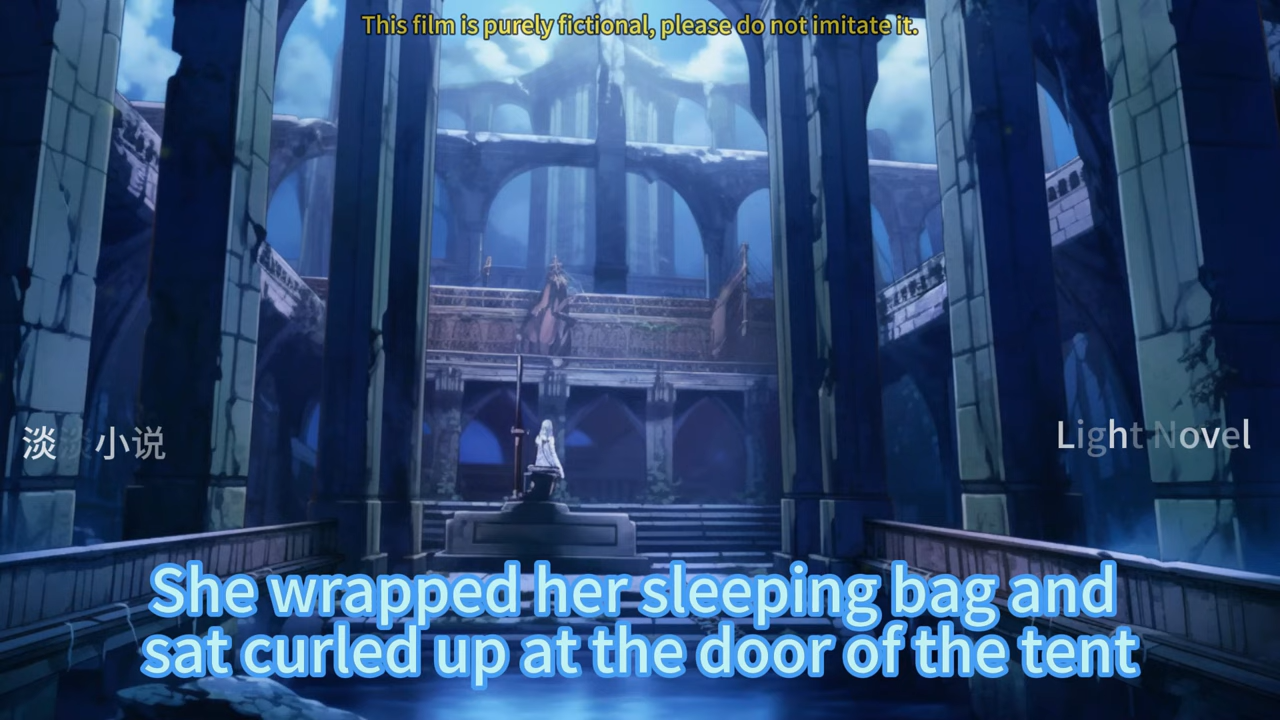 This film is purely fictional, please do not imitate it.
淡淡小说
Light Novel
She wrapped her sleeping bag and
sat curled up at the door of the tent